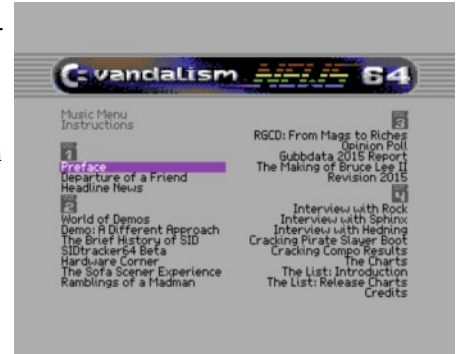 vandalism NEWS 64
Music Menu
Instructions
1
Preface
Departure of a Friend
Headline News
2
World of Demos
Demo: A Different Approach
The Brief History of SID
SIDtracker64 Beta
Hardware Corner
The Sofa Scener Experience
Ramblings of a Madman
3
RGCD: From Mags to Riches
Opinion Poll
Gubbdata 2015 Report
The Making of Bruce Lee II
Revision 2015
4
Interview with Rock
Interview with Sphinx
Interview with Hedning
Cracking Pirate Slayer Boot
Cracking Compo Results
The Charts
The List: Introduction
The List: Release Charts
Credits